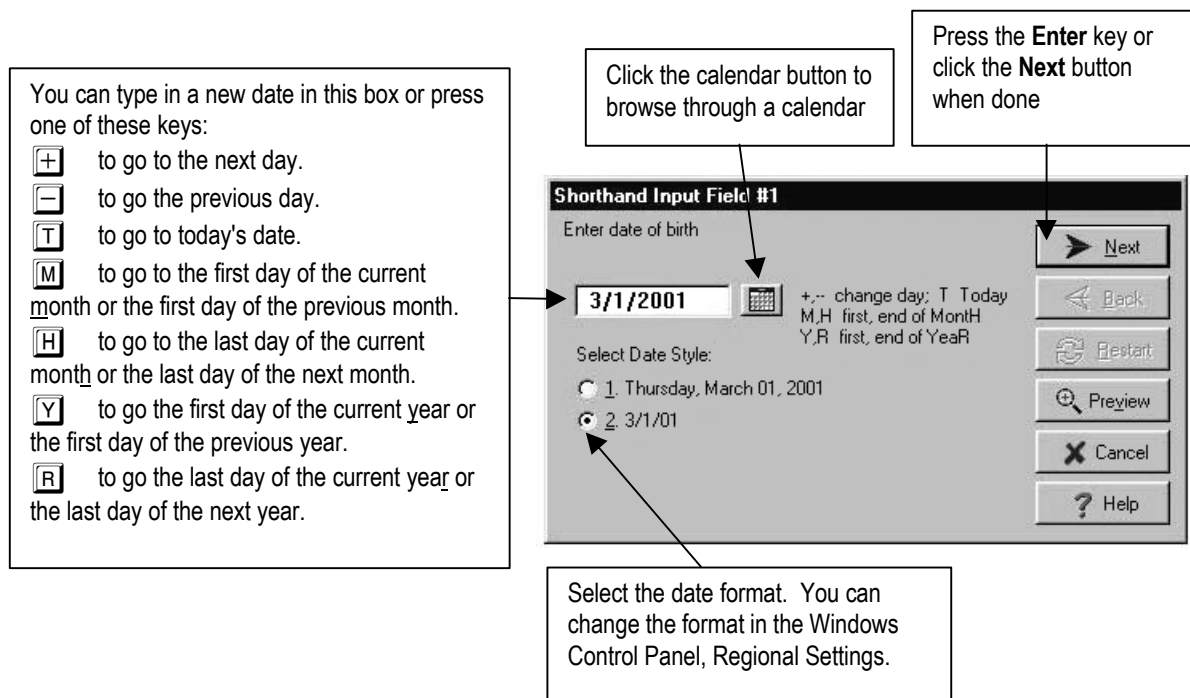 You can type in a new date in this box or press
one of these keys:
+ to go to the next day.
− to go the previous day.
T to go to today's date.
M to go to the first day of the current
month or the first day of the previous month.
H to go to the last day of the current
month or the last day of the next month.
Y to go the first day of the current year or
the first day of the previous year.
R to go the last day of the current year or
the last day of the next year.
Click the calendar button to
browse through a calendar
Press the Enter key or
click the Next button
when done
Shorthand Input Field #1
Enter date of birth
3/1/2001
+,-- change day; T Today
M,H first, end of MontH
Y,R first, end of YeaR
Select Date Style:
1. Thursday, March 01, 2001
2. 3/1/01
Next
Back
Restart
Preview
Cancel
? Help
Select the date format. You can
change the format in the Windows
Control Panel, Regional Settings.